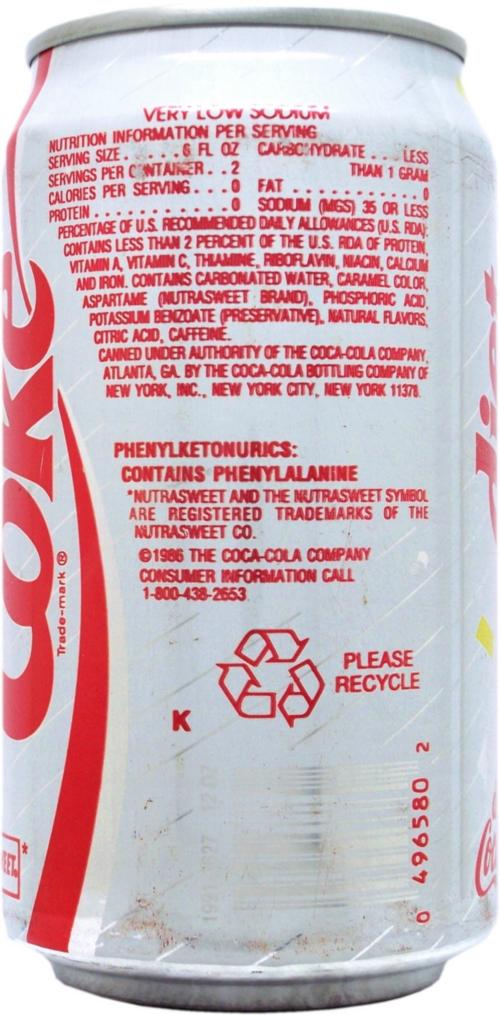 VERY LOW SODIUM
NUTRITION INFORMATION PER SERVING
SERVING SIZE......6 FL OZ CARBOHYDRATE...LESS
SERVINGS PER CONTAINER..2 THAN 1 GRAM
CALORIES PER SERVING....0 FAT....................0
PROTEIN..................0 SODIUM (MGS) 35 OR LESS
PERCENTAGE OF U.S. RECOMMENDED DAILY ALLOWANCES (U.S. RDA):
CONTAINS LESS THAN 2 PERCENT OF THE U.S. RDA OF PROTEIN,
VITAMIN A, VITAMIN C, THIAMINE, RIBOFLAVIN, NIACIN, CALCIUM
AND IRON. CONTAINS CARBONATED WATER, CARAMEL COLOR,
ASPARTAME (NUTRASWEET BRAND), PHOSPHORIC ACID,
POTASSIUM BENZOATE (PRESERVATIVE), NATURAL FLAVORS,
CITRIC ACID, CAFFEINE.
CANNED UNDER AUTHORITY OF THE COCA-COLA COMPANY,
ATLANTA, GA. BY THE COCA-COLA BOTTLING COMPANY OF
NEW YORK, INC., NEW YORK CITY, NEW YORK 11378.
PHENYLKETONURICS:
CONTAINS PHENYLALANINE
*NUTRASWEET AND THE NUTRASWEET SYMBOL
ARE REGISTERED TRADEMARKS OF THE
NUTRASWEET CO.
©1986 THE COCA-COLA COMPANY
CONSUMER INFORMATION CALL
1-800-438-2653
PLEASE
RECYCLE
K
0 496580 2
Coke
Trade-mark ®
diet